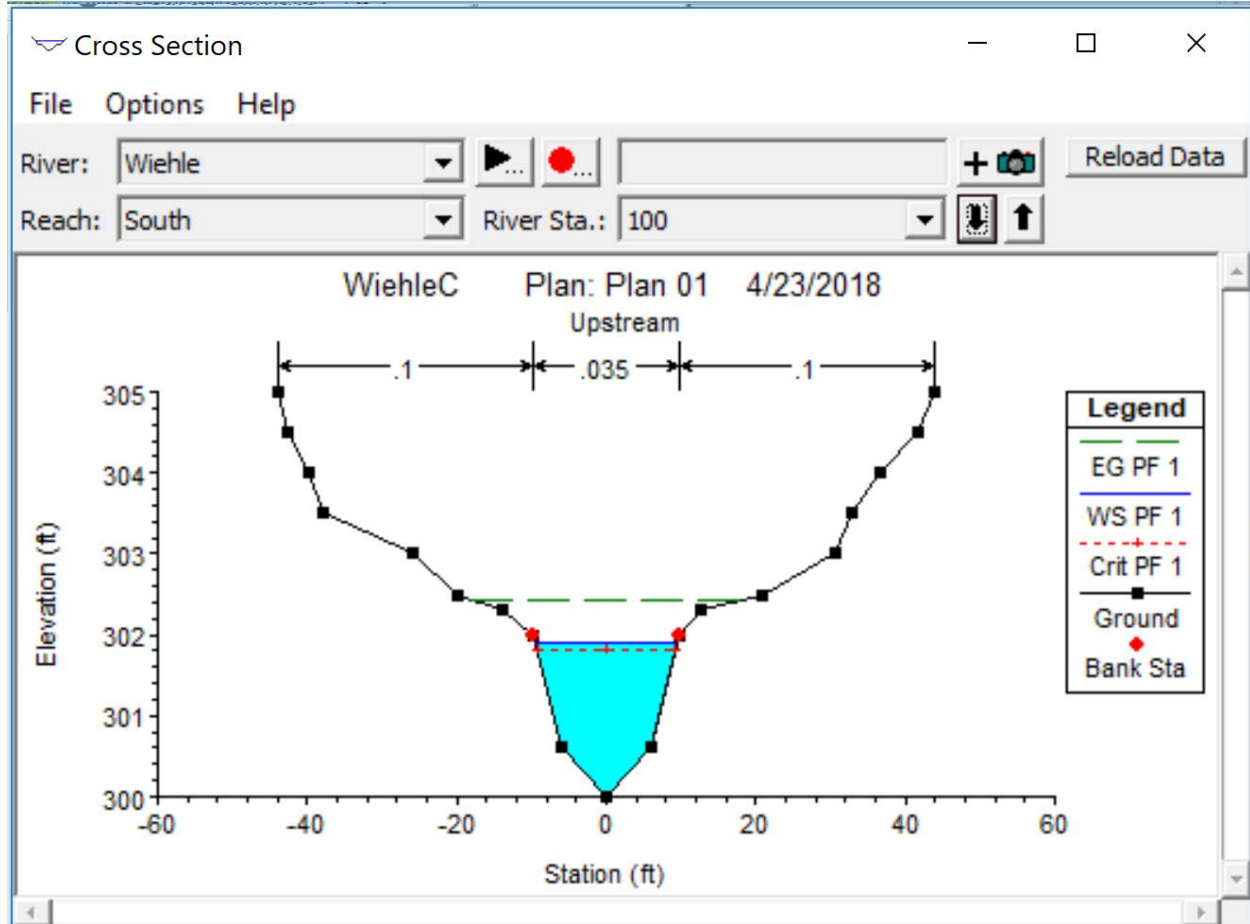 Cross Section
File Options Help
River: Wiehle ... ... + Reload Data
Reach: South River Sta.: 100
WiehleC Plan: Plan 01 4/23/2018
Upstream
.1 .035 .1
305
304
303
302
301
300
-60 -40 -20 0 20 40 60
Elevation (ft)
Station (ft)
Legend
EG PF 1
WS PF 1
Crit PF 1
Ground
Bank Sta